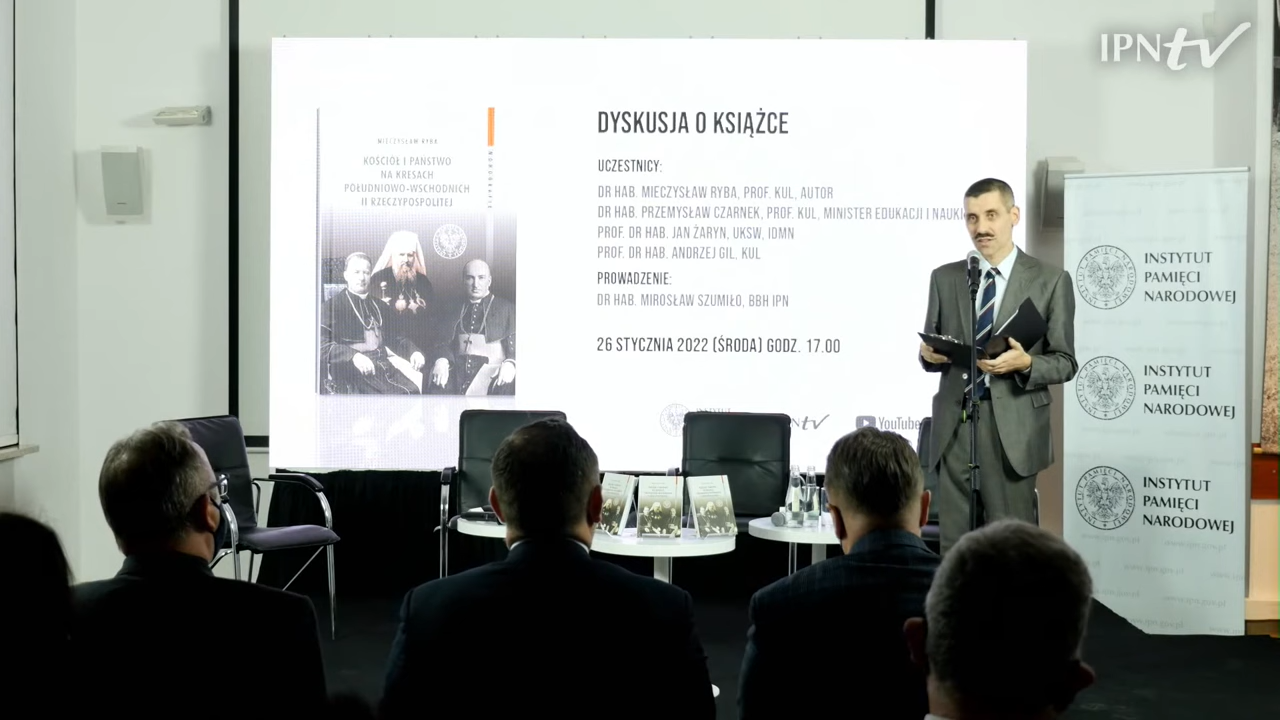 IPNtv
DYSKUSJA O KSIĄŻCE
UCZESTNICY:
DR HAB. MIECZYSŁAW RYBA, PROF. KUL, AUTOR
DR HAB. PRZEMYSŁAW CZARNEK, PROF. KUL, MINISTER EDUKACJI I NAUKI
PROF. DR HAB. JAN ŻARYN, UKSW, IDMN
PROF. DR HAB. ANDRZEJ GIL, KUL
PROWADZENIE:
DR HAB. MIROSŁAW SZUMIŁO, BBH IPN
26 STYCZNIA 2022 (ŚRODA) GODZ. 17.00
YouTube
MIECZYSŁAW RYBA
KOŚCIÓŁ I PAŃSTWO
NA KRESACH
POŁUDNIOWO-WSCHODNICH
II RZECZYPOSPOLITEJ
MONOGRAFIE
INSTYTUT
PAMIĘCI
NARODOWEJ
INSTYTUT
PAMIĘCI
NARODOWEJ
INSTYTUT
PAMIĘCI
NARODOWEJ